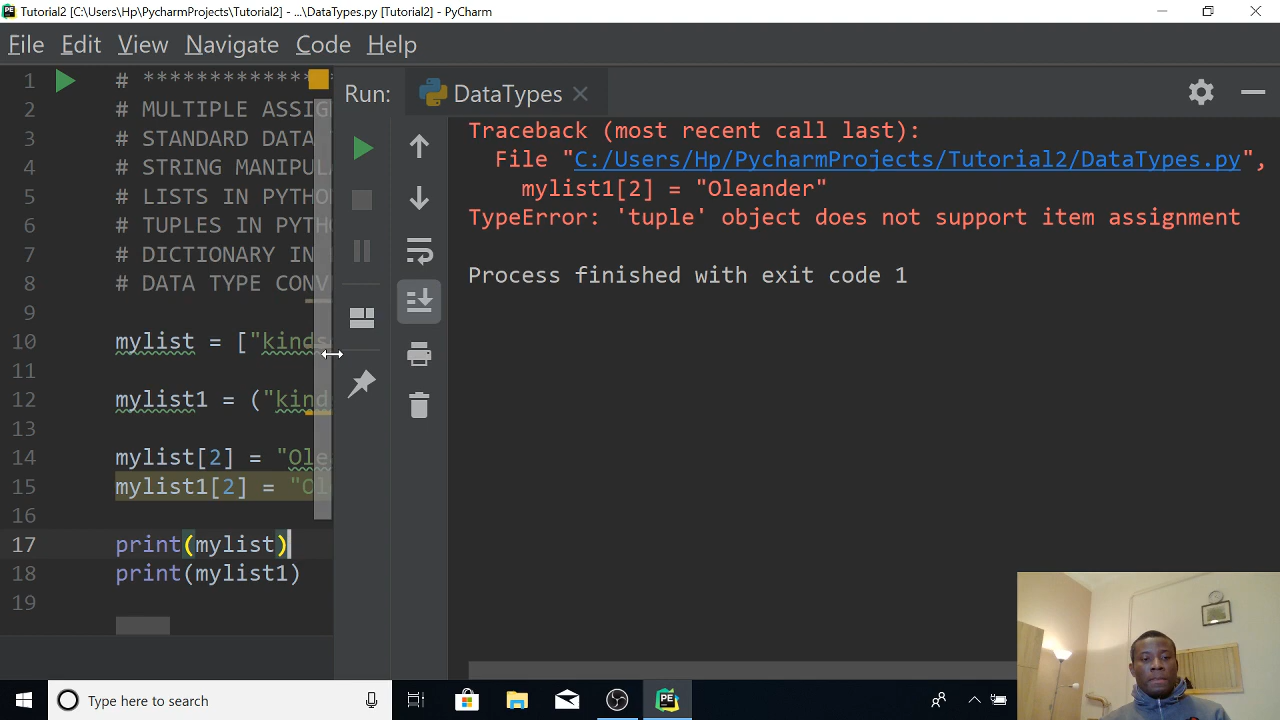 Tutorial2 [C:\Users\Hp\PycharmProjects\Tutorial2] - ...\DataTypes.py [Tutorial2] - PyCharm
File Edit View Navigate Code Help
1 # **************
2 # MULTIPLE ASSIG
3 # STANDARD DATA
4 # STRING MANIPUL
5 # LISTS IN PYTHO
6 # TUPLES IN PYTH
7 # DICTIONARY IN
8 # DATA TYPE CONV
9
10 mylist = ["kinds
11
12 mylist1 = ("kind
13
14 mylist[2] = "Ole
15 mylist1[2] = "Ol
16
17 print(mylist)
18 print(mylist1)
19
Run: DataTypes
Traceback (most recent call last):
File "C:/Users/Hp/PycharmProjects/Tutorial2/DataTypes.py",
mylist1[2] = "Oleander"
TypeError: 'tuple' object does not support item assignment
Process finished with exit code 1
Type here to search